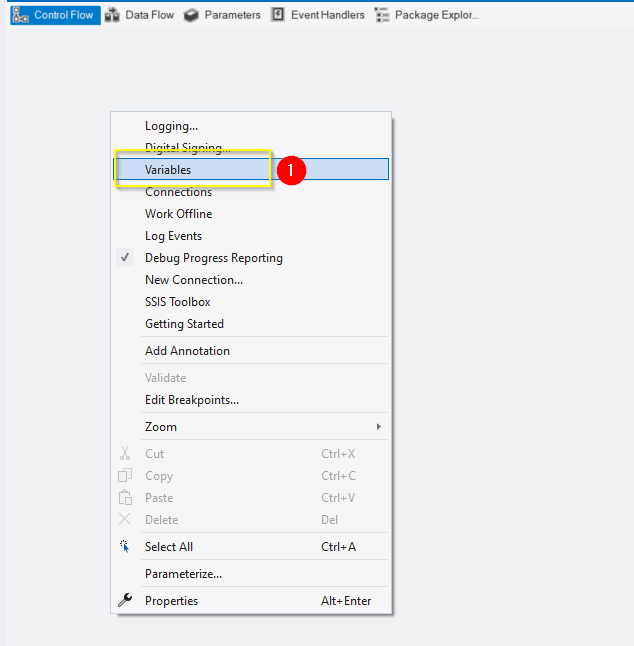 Control Flow Data Flow Parameters Event Handlers Package Explor...
Logging...
Digital Signing...
Variables 1
Connections
Work Offline
Log Events
Debug Progress Reporting
New Connection...
SSIS Toolbox
Getting Started
Add Annotation
Validate
Edit Breakpoints...
Zoom
Cut Ctrl+X
Copy Ctrl+C
Paste Ctrl+V
Delete Del
Select All Ctrl+A
Parameterize...
Properties Alt+Enter